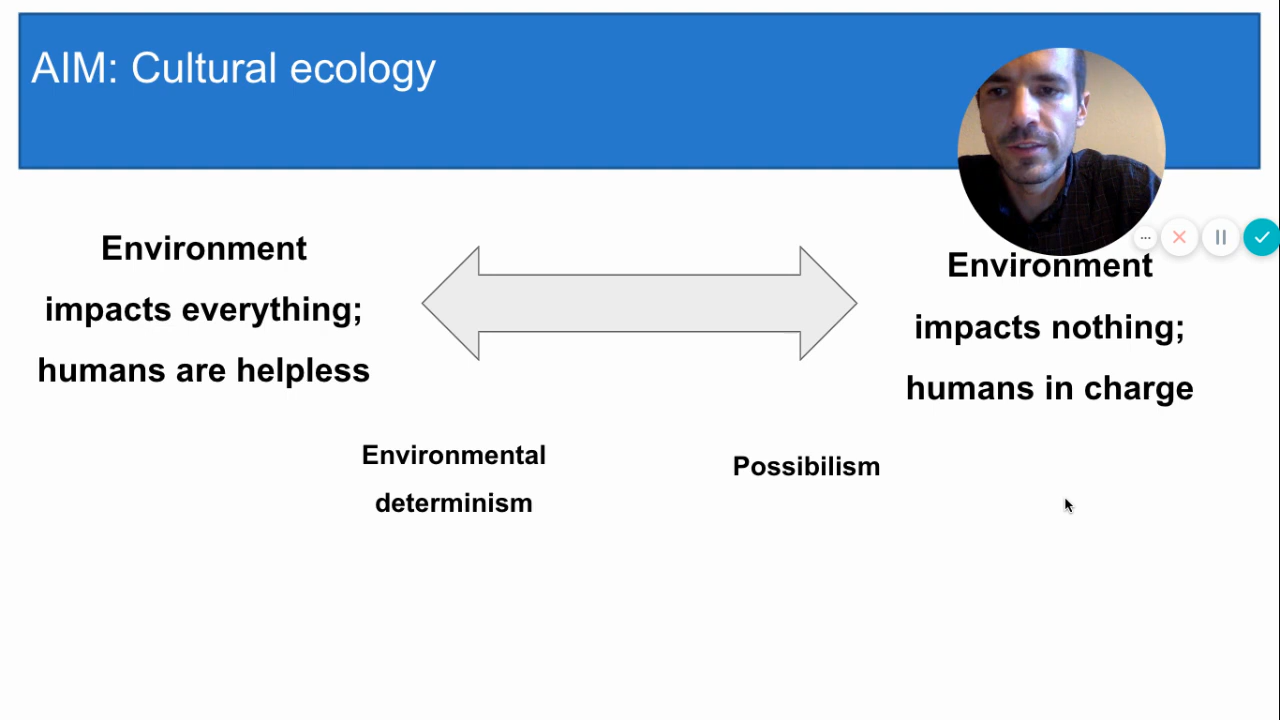 AIM: Cultural ecology
Environment
impacts everything;
humans are helpless
Environment
impacts nothing;
humans in charge
Environmental
determinism
Possibilism